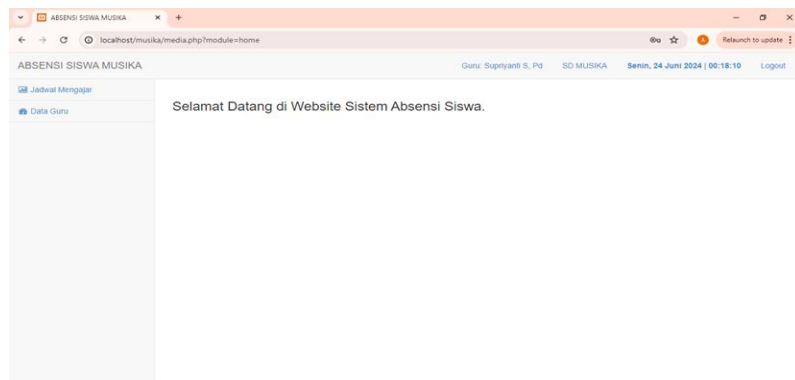 ABSENSI SISWA MUSIKA
localhost/musika/media.php?module=home
Relaunch to update
ABSENSI SISWA MUSIKA
Guru: Supriyanti S, Pd
SD MUSIKA
Senin, 24 Juni 2024 | 00:18:10
Logout
Jadwal Mengajar
Data Guru
Selamat Datang di Website Sistem Absensi Siswa.